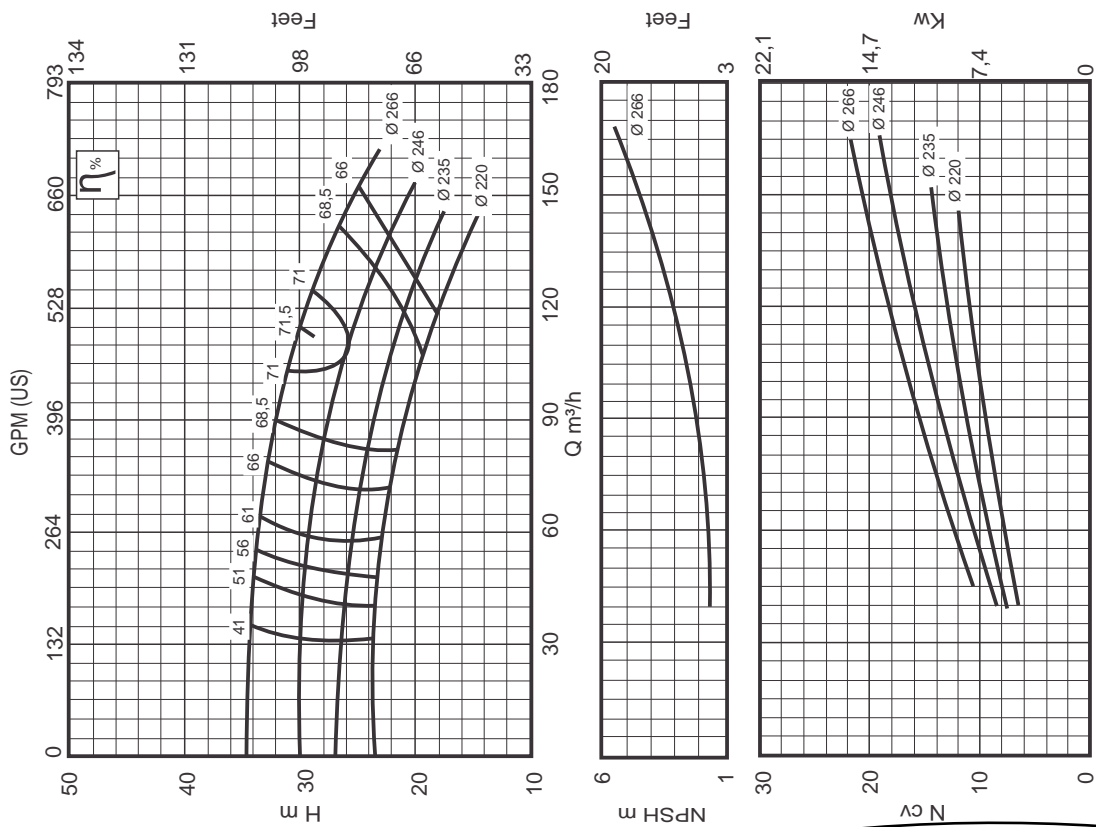 GPM (US)
0
132
264
396
528
660
793
50
40
30
20
10
H m
134
131
98
66
33
Feet
η %
41
51
56
61
66
68,5
71
71,5
71
68,5
66
Ø 266
Ø 246
Ø 235
Ø 220
30
60
90
120
150
180
Q m³/h
6
1
NPSH m
20
3
Feet
Ø 266
30
20
10
0
N cv
22,1
14,7
7,4
0
Kw
Ø 266
Ø 246
Ø 235
Ø 220